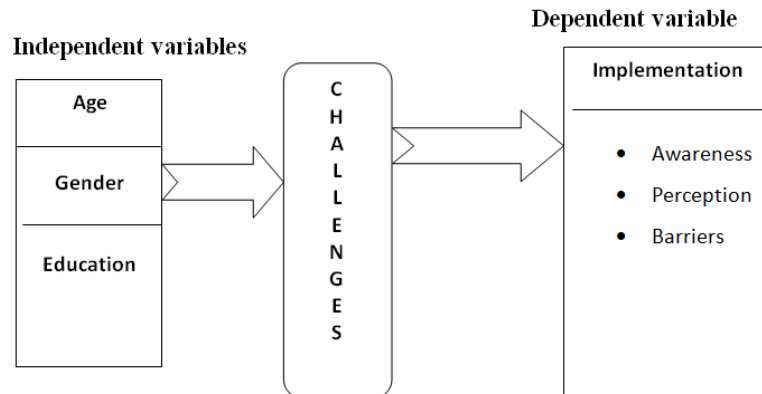 Independent variables
Age
Gender
Education
C
H
A
L
L
E
N
G
E
S
Dependent variable
Implementation
• Awareness
• Perception
• Barriers